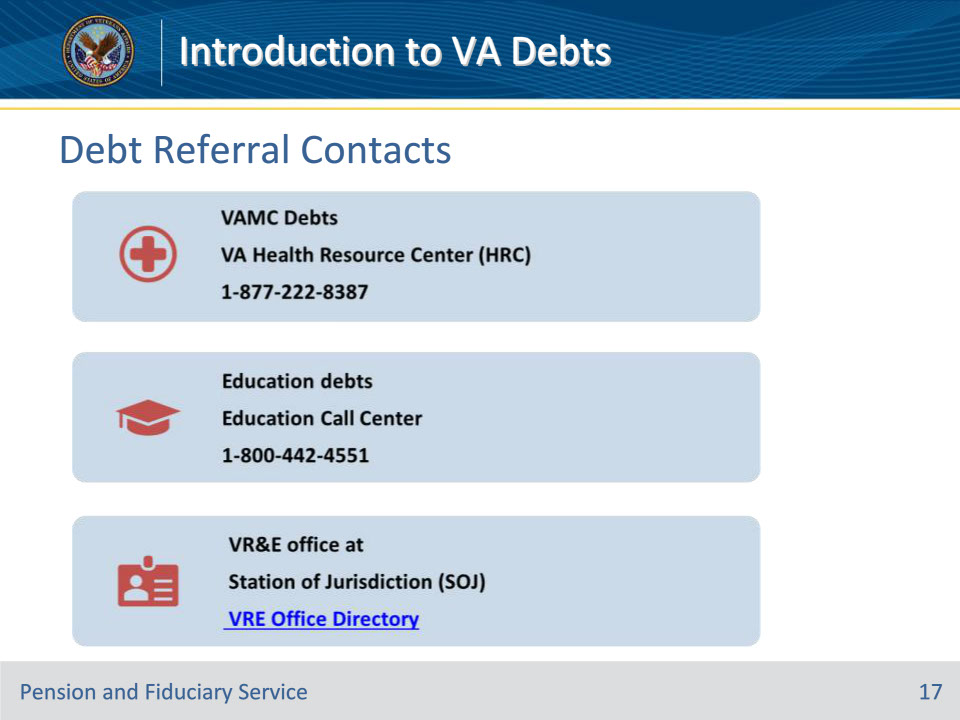 Introduction to VA Debts
Debt Referral Contacts
VAMC Debts
VA Health Resource Center (HRC)
1-877-222-8387
Education debts
Education Call Center
1-800-442-4551
VR&E office at
Station of Jurisdiction (SOJ)
VRE Office Directory
Pension and Fiduciary Service
17